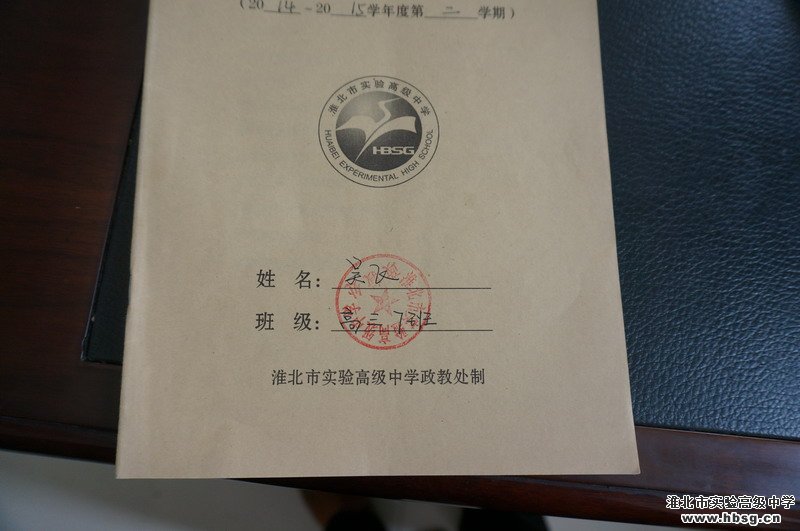 (20 14 ~20 15 学年度第 二 学期)
淮北市实验高级中学
HBSG
HUAIBEI EXPERIMENTAL HIGH SCHOOL
姓 名: 吴飞
班 级: 高三 7班
淮北市实验高级中学政教处制
淮北市实验高级中学
www.hbsg.cn